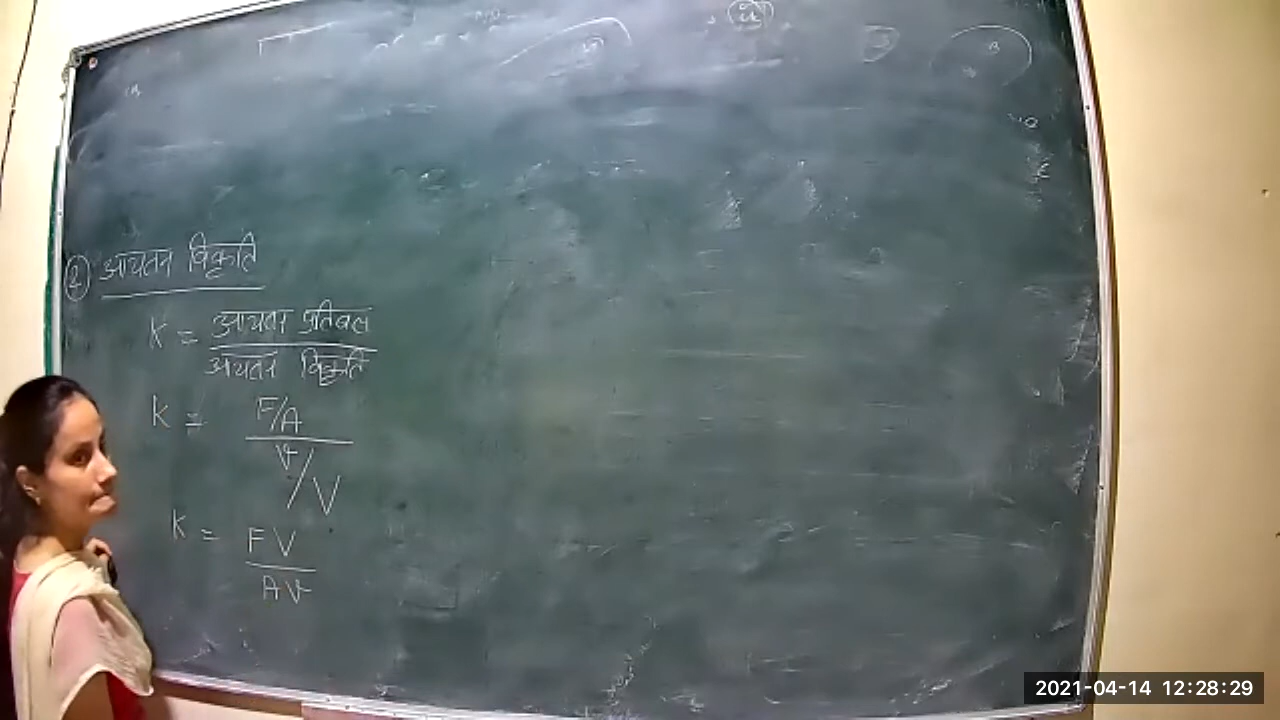 ② आयतन विकृति
K = आयतन प्रतिबल / आयतन विकृति
K = F/A / v/V
K = FV / Av
2021-04-14 12:28:29